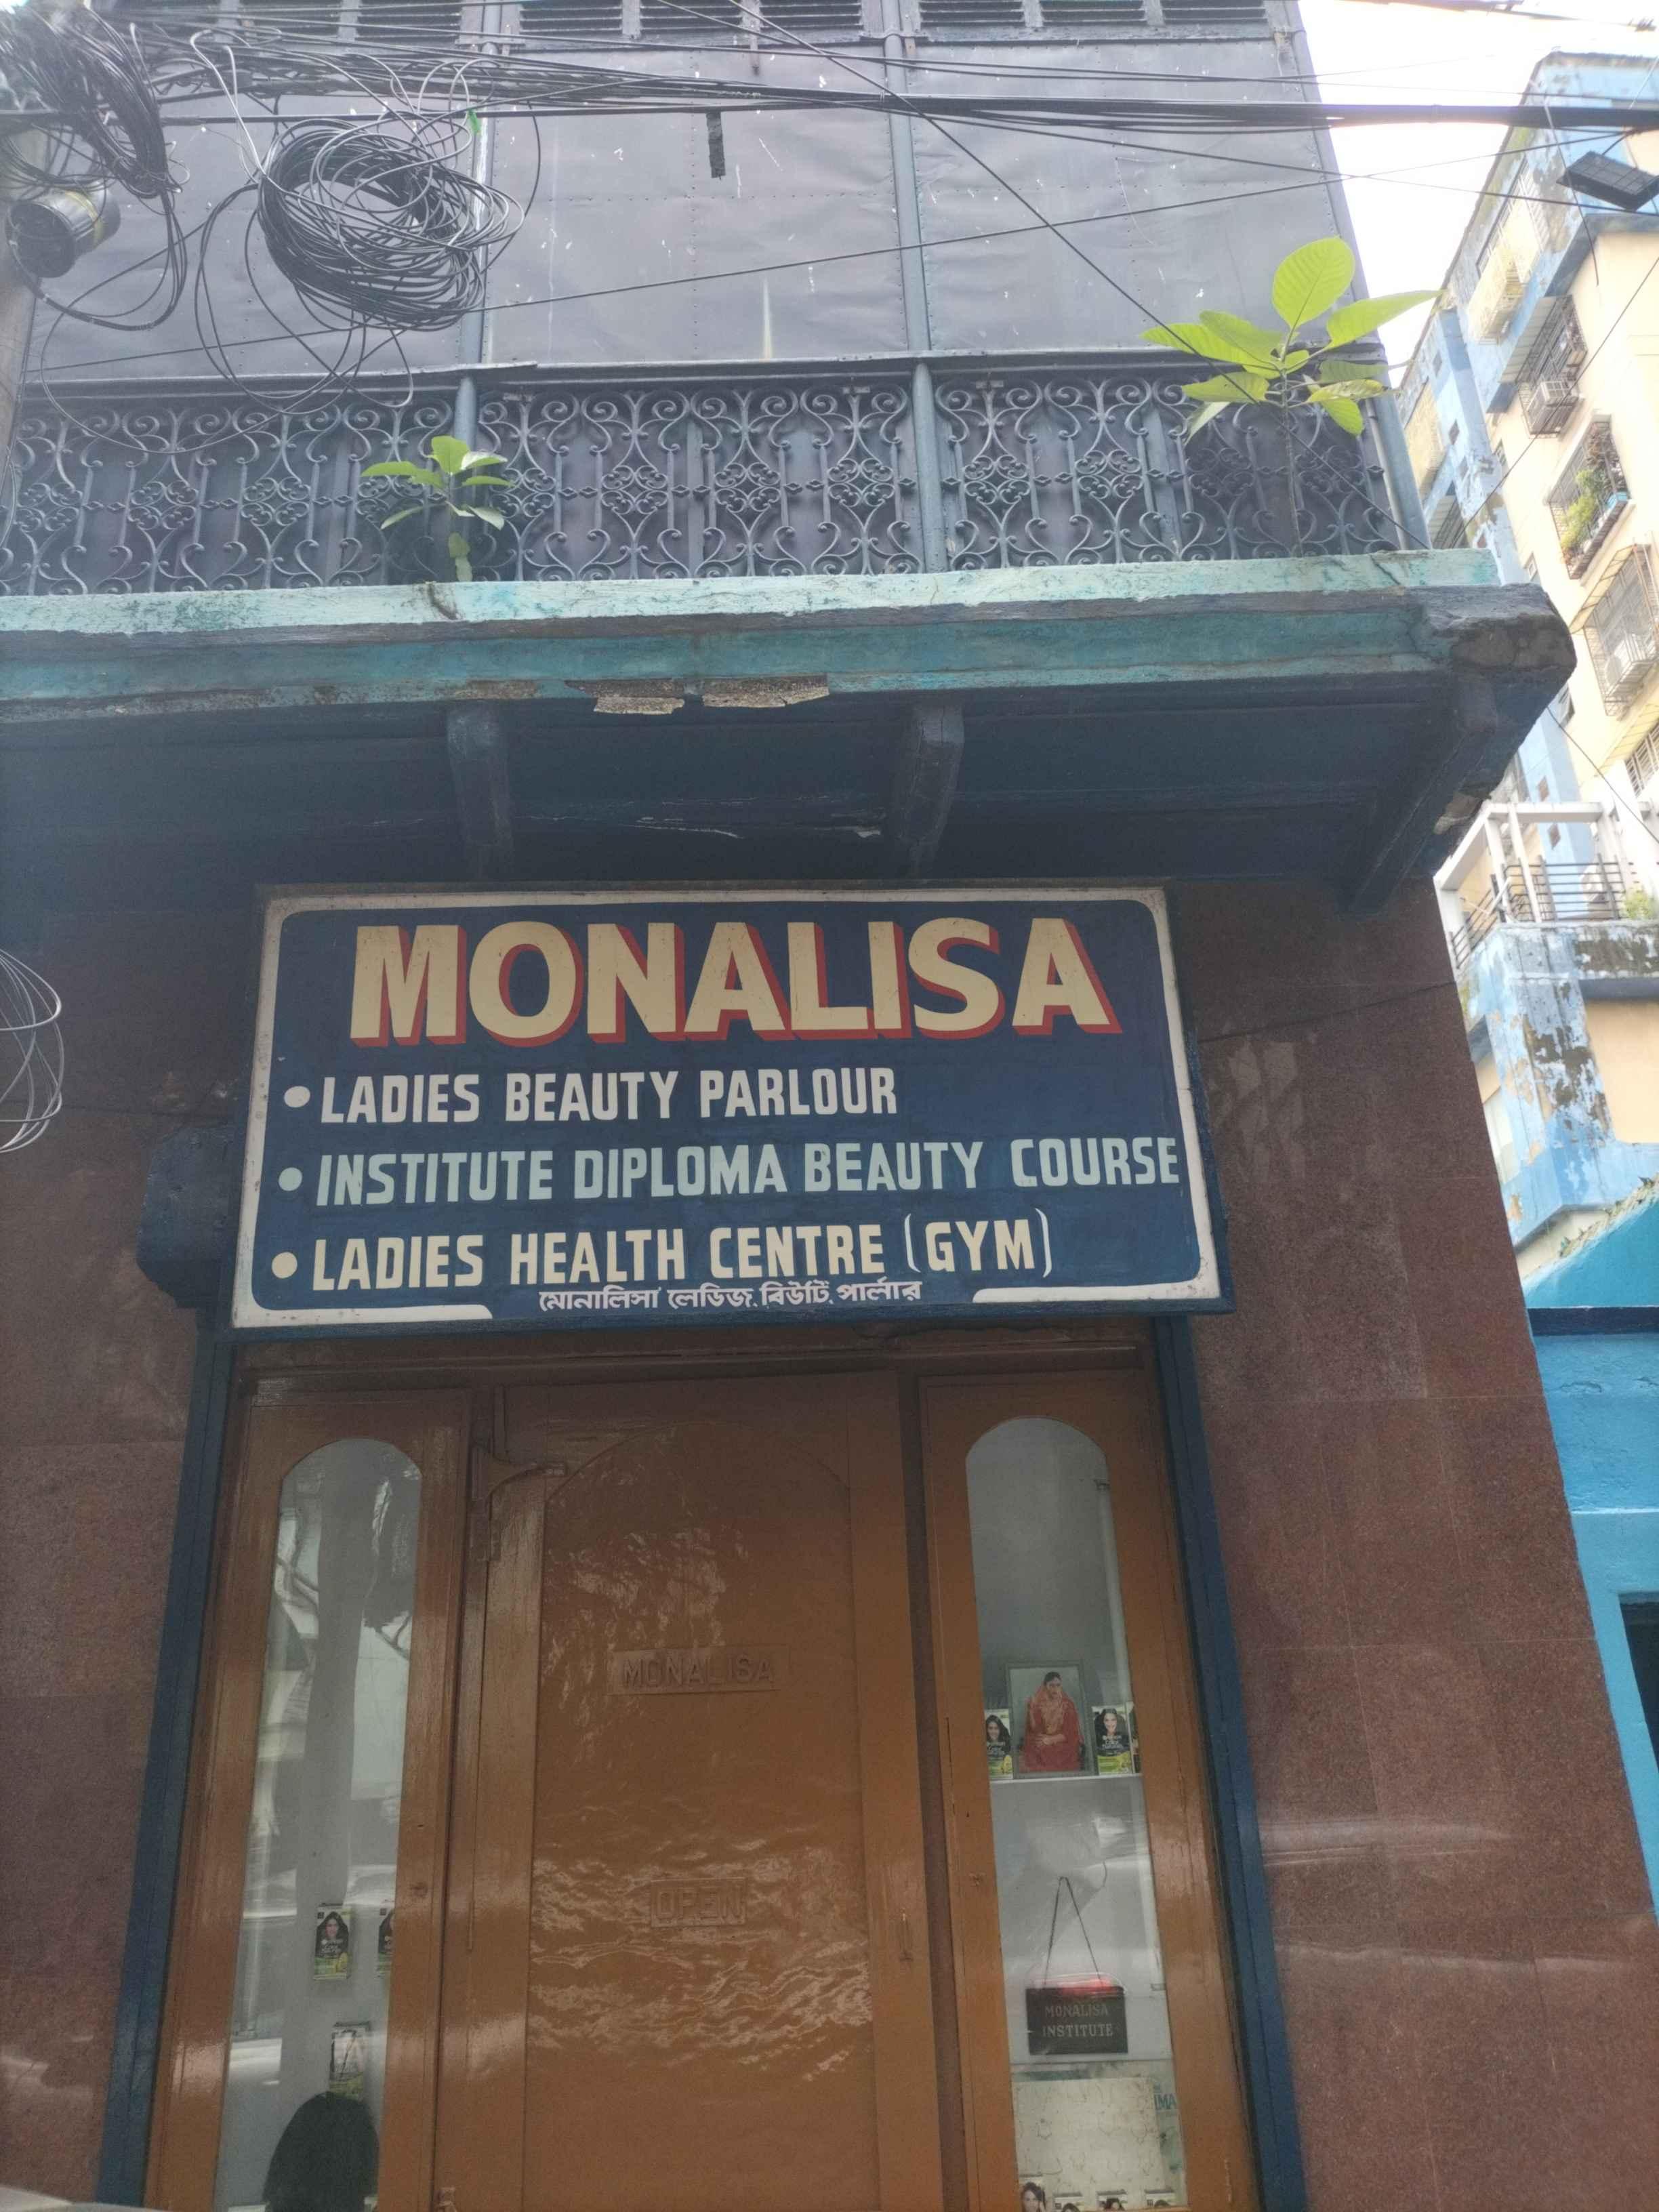 MONALISA
• LADIES BEAUTY PARLOUR
• INSTITUTE DIPLOMA BEAUTY COURSE
• LADIES HEALTH CENTRE (GYM)
মোনালিসা লেডিজ বিউটি পার্লার
MONALISA
OPEN
MONALISA
INSTITUTE